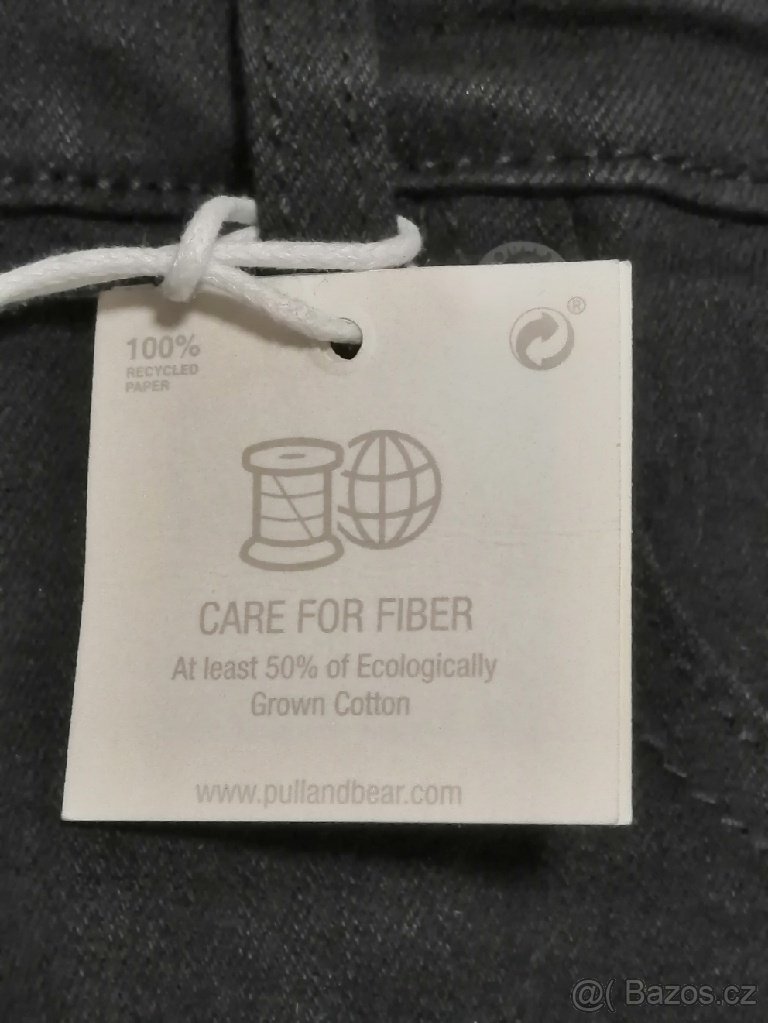 100%
RECYCLED
PAPER
®
CARE FOR FIBER
At least 50% of Ecologically
Grown Cotton
www.pullandbear.com
@( Bazos.cz